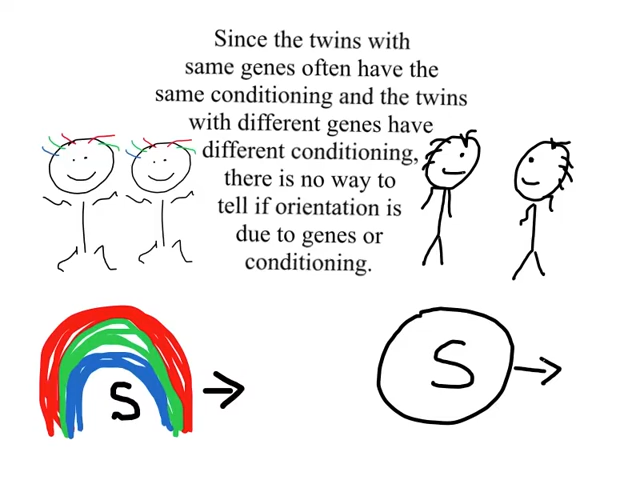 Since the twins with
same genes often have the
same conditioning and the twins
with different genes have
different conditioning,
there is no way to
tell if orientation is
due to genes or
conditioning.
S
S